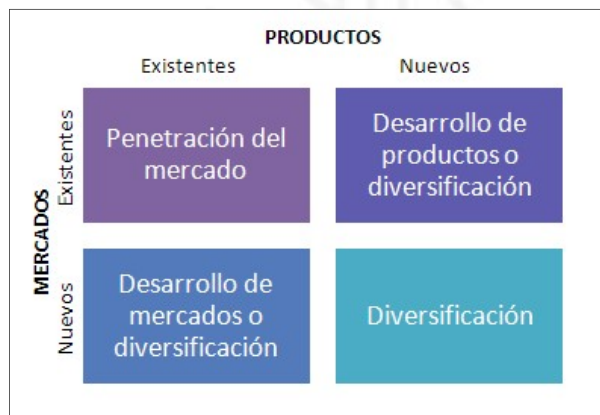 PRODUCTOS
Existentes
Nuevos
MERCADOS
Existentes
Penetración del
mercado
Desarrollo de
productos o
diversificación
Nuevos
Desarrollo de
mercados o
diversificación
Diversificación